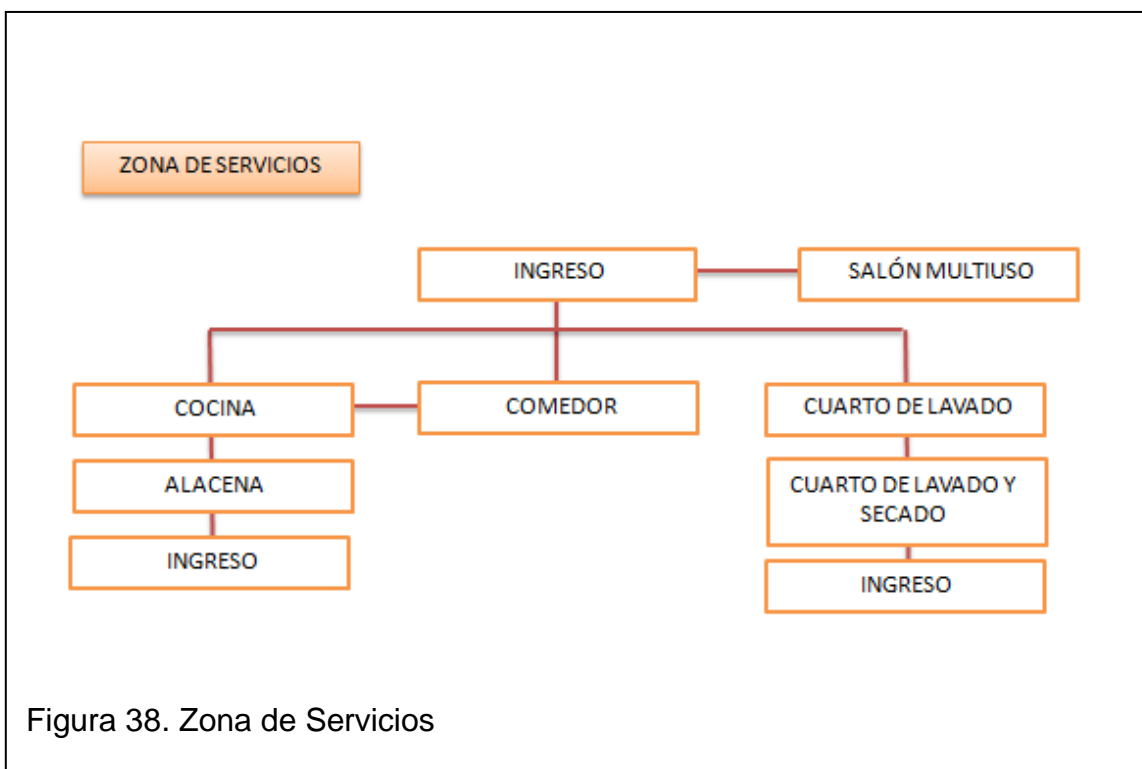 ZONA DE SERVICIOS
INGRESO
SALÓN MULTIUSO
COCINA
COMEDOR
CUARTO DE LAVADO
ALACENA
CUARTO DE LAVADO Y
SECADO
INGRESO
INGRESO
Figura 38. Zona de Servicios